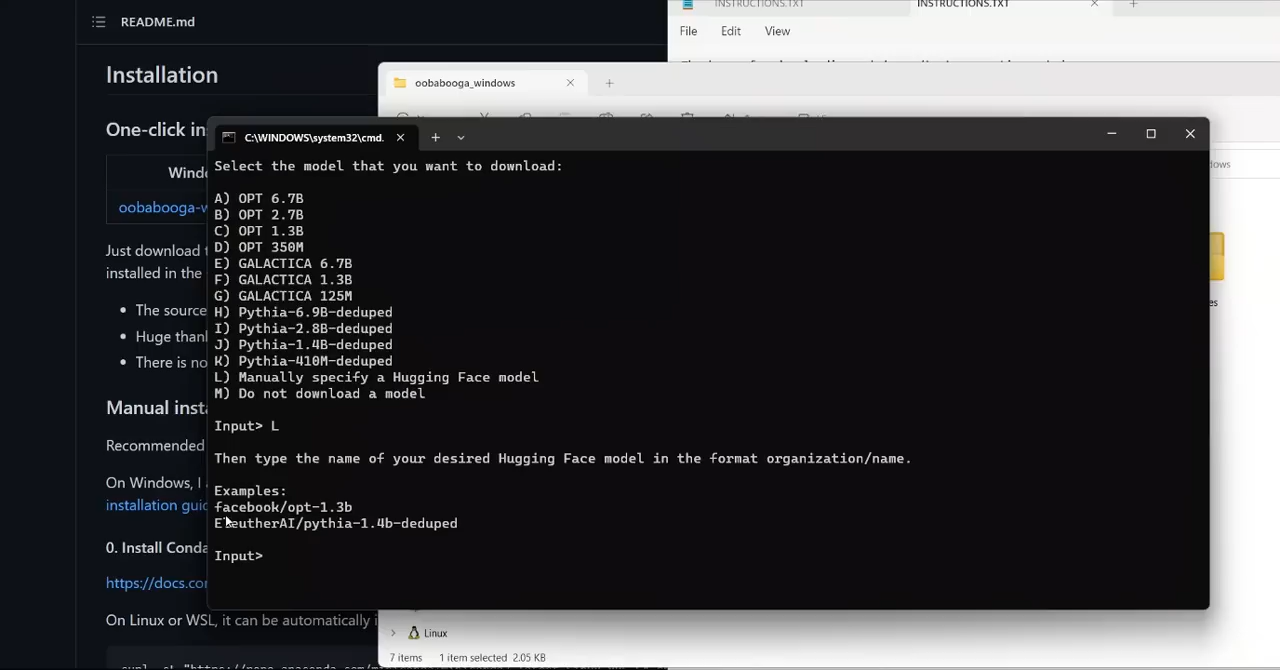 README.md
INSTRUCTIONS.TXT
INSTRUCTIONS.TXT
File Edit View
Installation
oobabooga_windows
One-click in
C:\WINDOWS\system32\cmd.
Select the model that you want to download:
A) OPT 6.7B
B) OPT 2.7B
C) OPT 1.3B
D) OPT 350M
E) GALACTICA 6.7B
F) GALACTICA 1.3B
G) GALACTICA 125M
H) Pythia-6.9B-deduped
I) Pythia-2.8B-deduped
J) Pythia-1.4B-deduped
K) Pythia-410M-deduped
L) Manually specify a Hugging Face model
M) Do not download a model
Input> L
Then type the name of your desired Hugging Face model in the format organization/name.
Examples:
facebook/opt-1.3b
EleutherAI/pythia-1.4b-deduped
Input>
Wind
oobabooga-w
Just download
installed in the
The source
Huge than
There is no
Manual inst
Recommended
On Windows, I
installation guid
0. Install Conda
https://docs.co
On Linux or WSL, it can be automatically i
Linux
7 items 1 item selected 2.05 KB